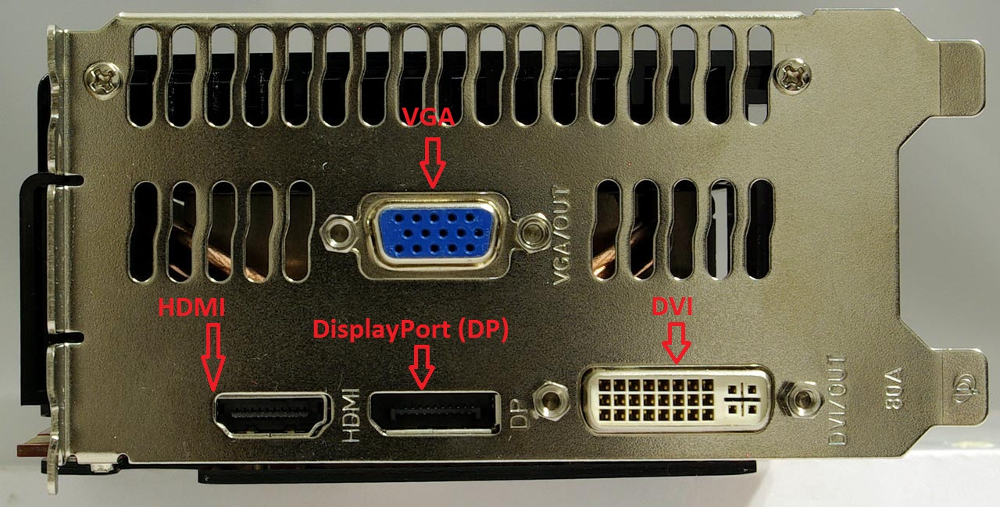 VGA
VGA/OUT
HDMI
DisplayPort (DP)
DVI
HDMI
DP
DVI/OUT
80A